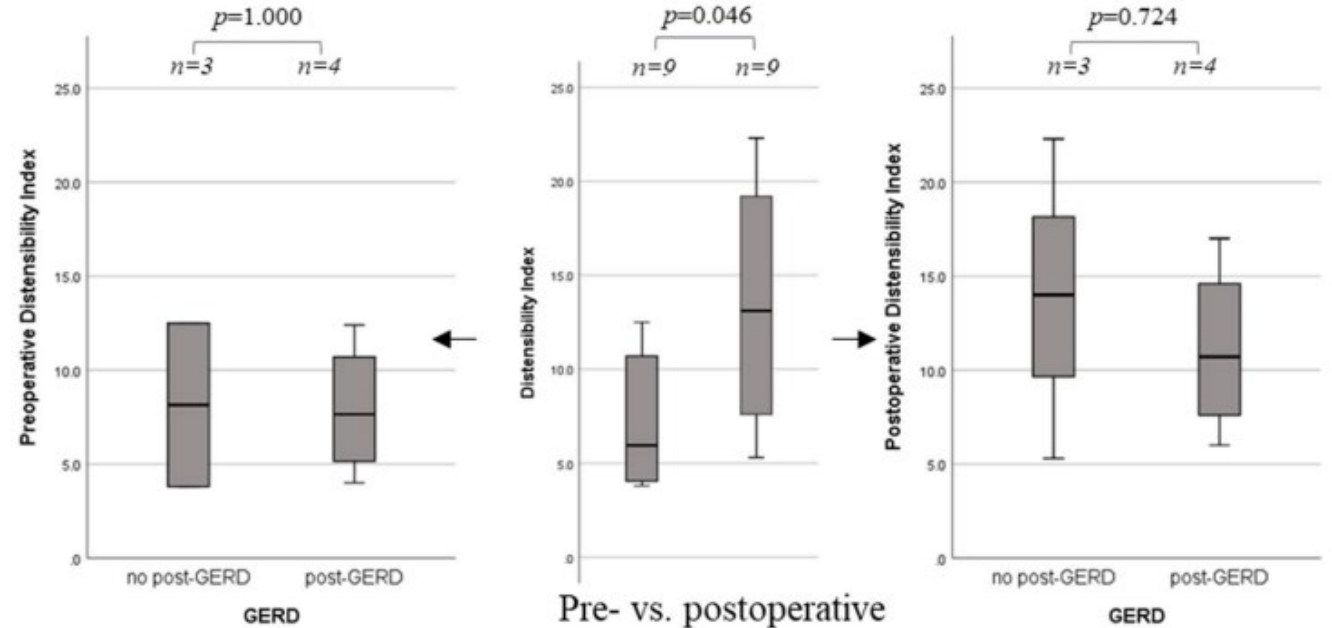 p=1.000
n=3 n=4
25.0
20.0
15.0
10.0
5.0
.0
Preoperative Distensibility Index
no post-GERD post-GERD
GERD
p=0.046
n=9 n=9
25.0
20.0
15.0
10.0
5.0
.0
Distensibility Index
Pre- vs. postoperative
p=0.724
n=3 n=4
25.0
20.0
15.0
10.0
5.0
.0
Postoperative Distensibility Index
no post-GERD post-GERD
GERD